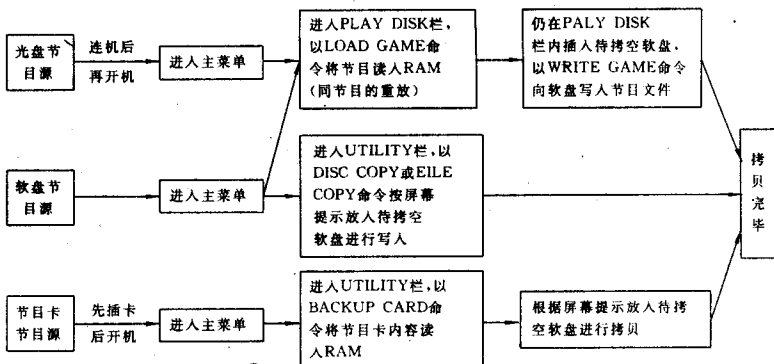 光盘节
目源
连机后
再开机
进入主菜单
进入PLAY DISK栏,
以LOAD GAME命
令将节目读入RAM
(同节目的重放)
仍在PALY DISK
栏内插入待拷空软盘,
以WRITE GAME命令
向软盘写入节目文件
软盘节
目源
进入主菜单
进入UTILITY栏,以
DISC COPY或EILE
COPY命令按屏幕
提示放入待拷空
软盘进行写入
拷
贝
完
毕
节目卡
节目源
先插卡
后开机
进入主菜单
进入UTILITY栏,以
BACKUP CARD命
令将节目卡内容读
入RAM
根据屏幕提示放入待拷
空软盘进行拷贝